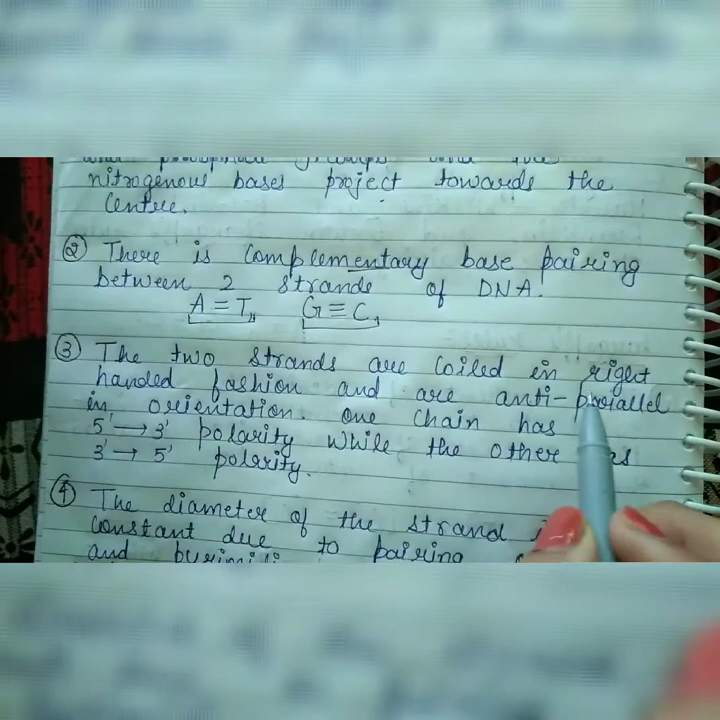 nitrogenous bases project towards the
centre.
② There is complementary base pairing
between 2 strands of DNA.
A = T, G ≡ C,
③ The two strands are coiled in right
handed fashion and are anti-parallel
in orientation. One chain has
5' → 3' polarity while the other
3' → 5' polarity.
④ The diameter of the strand
constant due to pairing
and